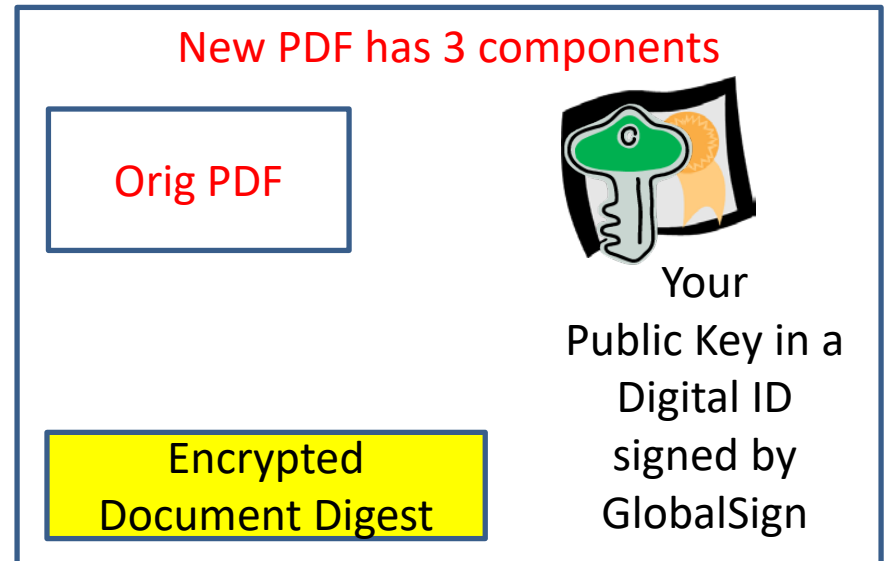 New PDF has 3 components
Orig PDF
C
Your
Public Key in a
Digital ID
signed by
GlobalSign
Encrypted
Document Digest